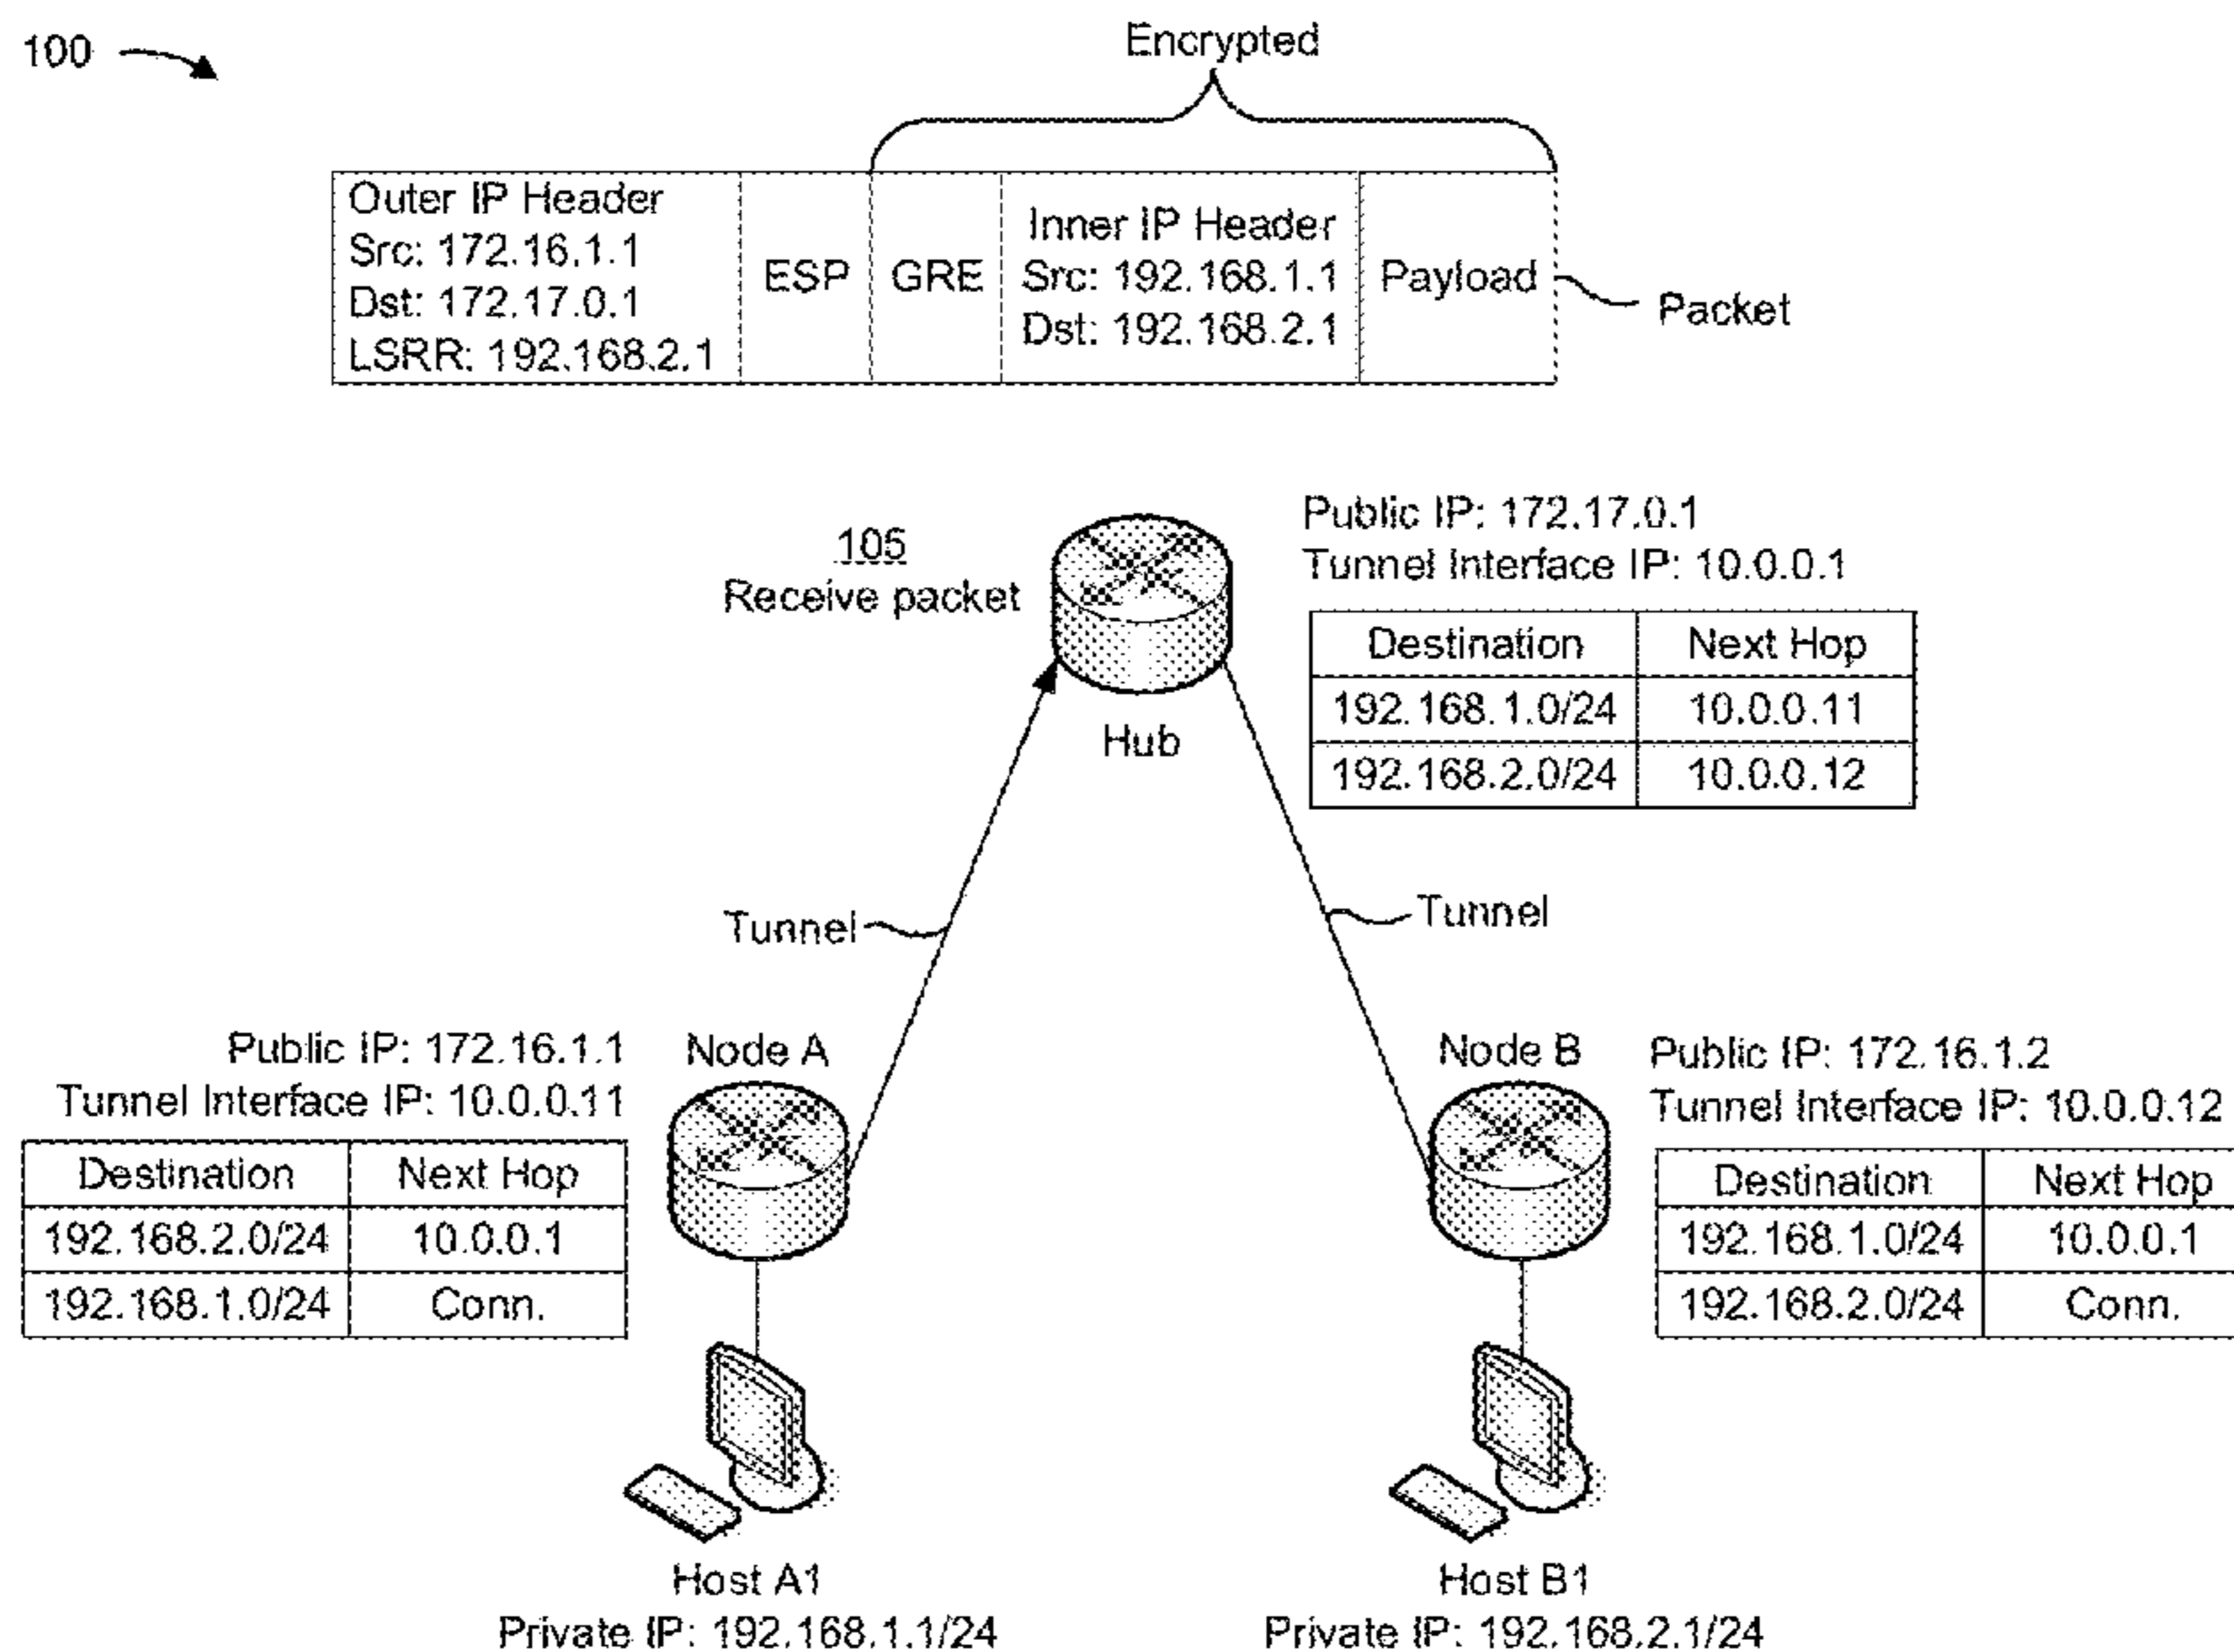 100
Encrypted
Outer IP Header
Src: 172.16.1.1
Dst: 172.17.0.1
LSRR: 192.168.2.1
ESP
GRE
Inner IP Header
Src: 192.168.1.1
Dst: 192.168.2.1
Payload
Packet
105
Receive packet
Hub
Public IP: 172.17.0.1
Tunnel Interface IP: 10.0.0.1
Destination Next Hop
192.168.1.0/24 10.0.0.11
192.168.2.0/24 10.0.0.12
Tunnel
Tunnel
Public IP: 172.16.1.1
Tunnel Interface IP: 10.0.0.11
Node A
Destination Next Hop
192.168.2.0/24 10.0.0.1
192.168.1.0/24 Conn.
Node B
Public IP: 172.16.1.2
Tunnel Interface IP: 10.0.0.12
Destination Next Hop
192.168.1.0/24 10.0.0.1
192.168.2.0/24 Conn.
Host A1
Private IP: 192.168.1.1/24
Host B1
Private IP: 192.168.2.1/24